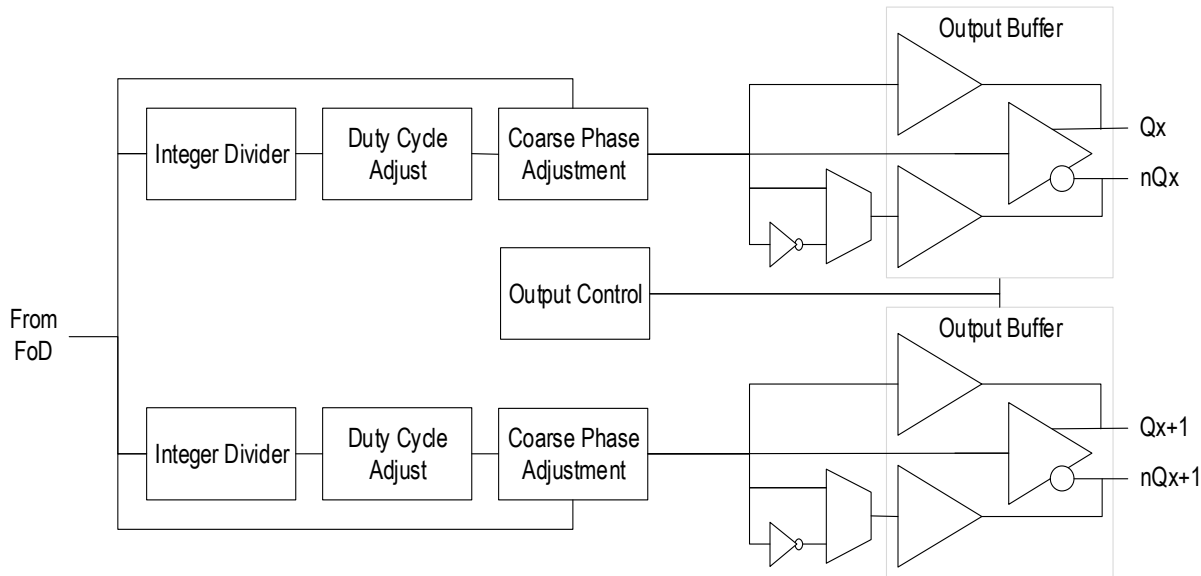 Output Buffer
Integer Divider
Duty Cycle
Adjust
Coarse Phase
Adjustment
Qx
nQx
Output Control
From
FoD
Output Buffer
Integer Divider
Duty Cycle
Adjust
Coarse Phase
Adjustment
Qx+1
nQx+1